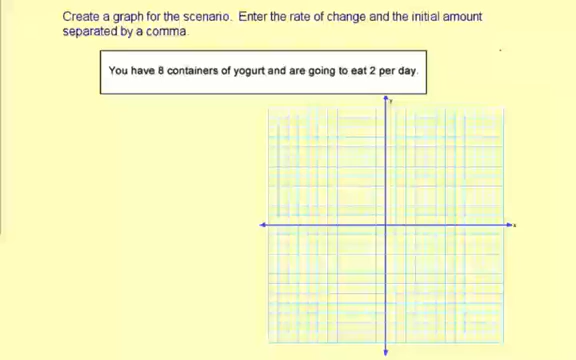 Create a graph for the scenario. Enter the rate of change and the initial amount
separated by a comma.
You have 8 containers of yogurt and are going to eat 2 per day.
y
x